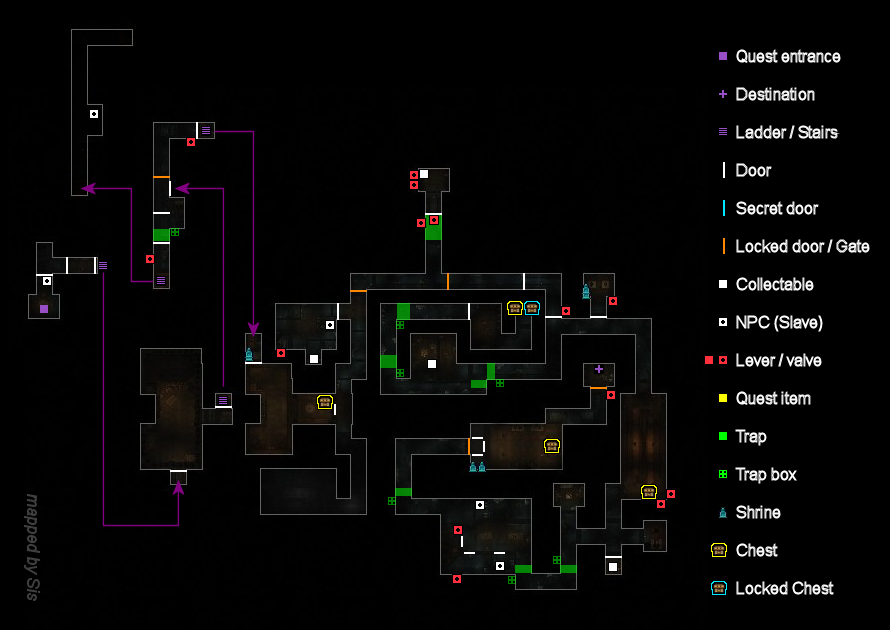 Quest entrance
Destination
Ladder / Stairs
Door
Secret door
Locked door / Gate
Collectable
NPC (Slave)
Lever / valve
Quest item
Trap
Trap box
Shrine
Chest
Locked Chest
mapped by Sis